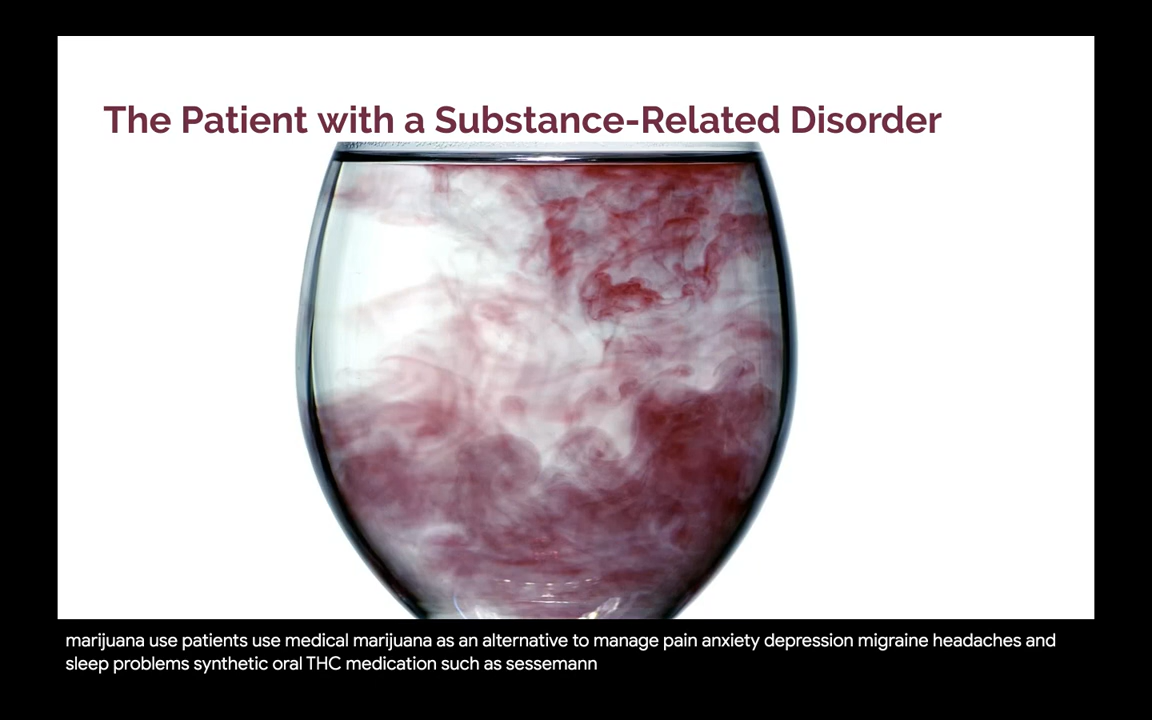 The Patient with a Substance-Related Disorder
marijuana use patients use medical marijuana as an alternative to manage pain anxiety depression migraine headaches and
sleep problems synthetic oral THC medication such as sessemann